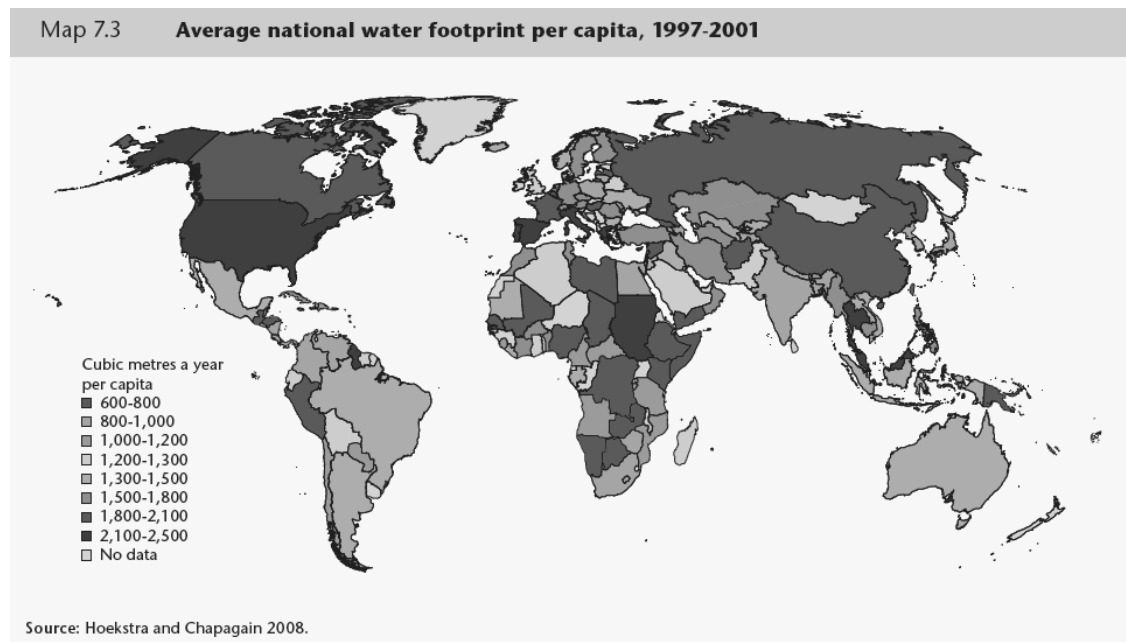 Map 7.3 Average national water footprint per capita, 1997-2001
Cubic metres a year
per capita
600-800
800-1,000
1,000-1,200
1,200-1,300
1,300-1,500
1,500-1,800
1,800-2,100
2,100-2,500
No data
Source: Hoekstra and Chapagain 2008.